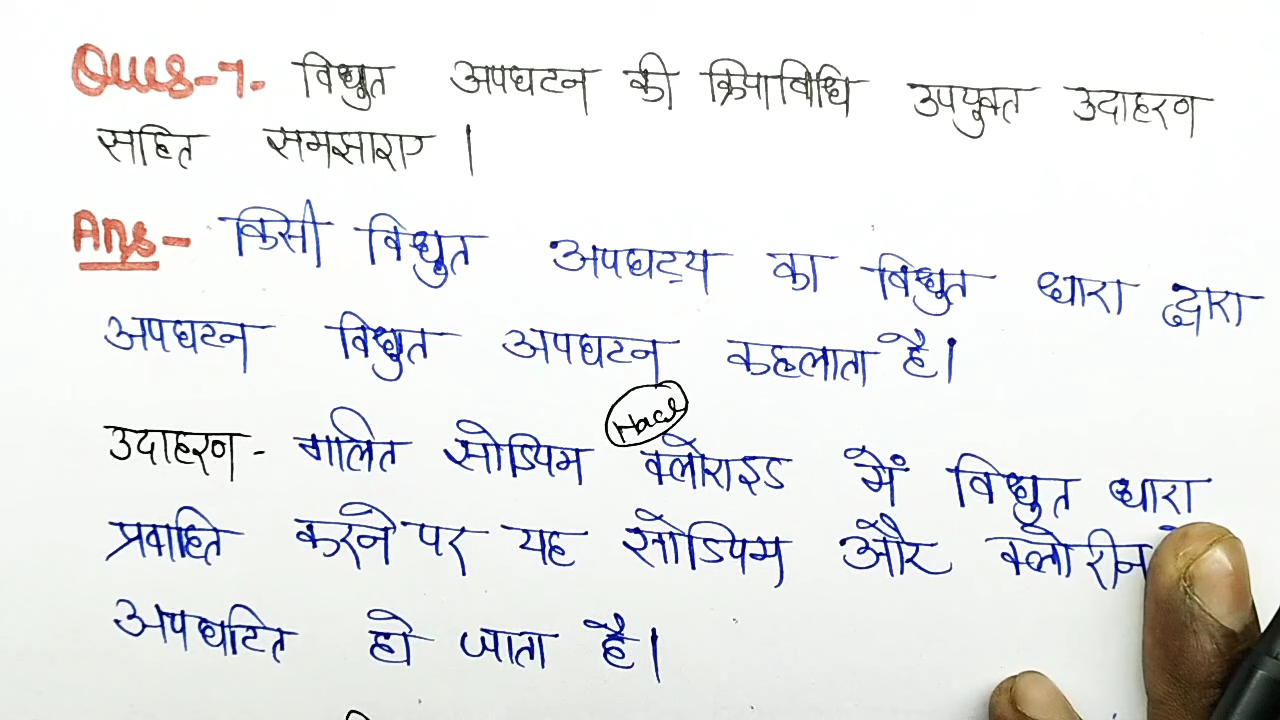 Ques-7. विधुत अपघटन की क्रियाविधि उपयुक्त उदाहरण
सहित समझाए |
Ans- किसी विधुत अपघट्य का विधुत धारा द्वारा
अपघटन विधुत अपघटन कहलाता है।
Nacl
उदाहरण - गलित सोडियम क्लोराइड में विधुत धारा
प्रवाहित करने पर यह सोडियम और क्लोरीन
अपघटित हो जाता है।